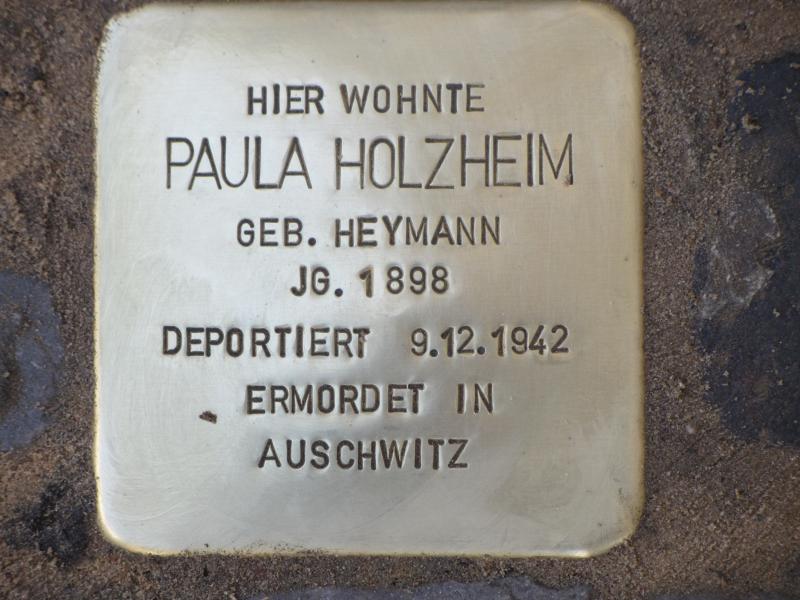 HIER WOHNTE
PAULA HOLZHEIM
GEB. HEYMANN
JG. 1898
DEPORTIERT 9.12.1942
ERMORDET IN
AUSCHWITZ